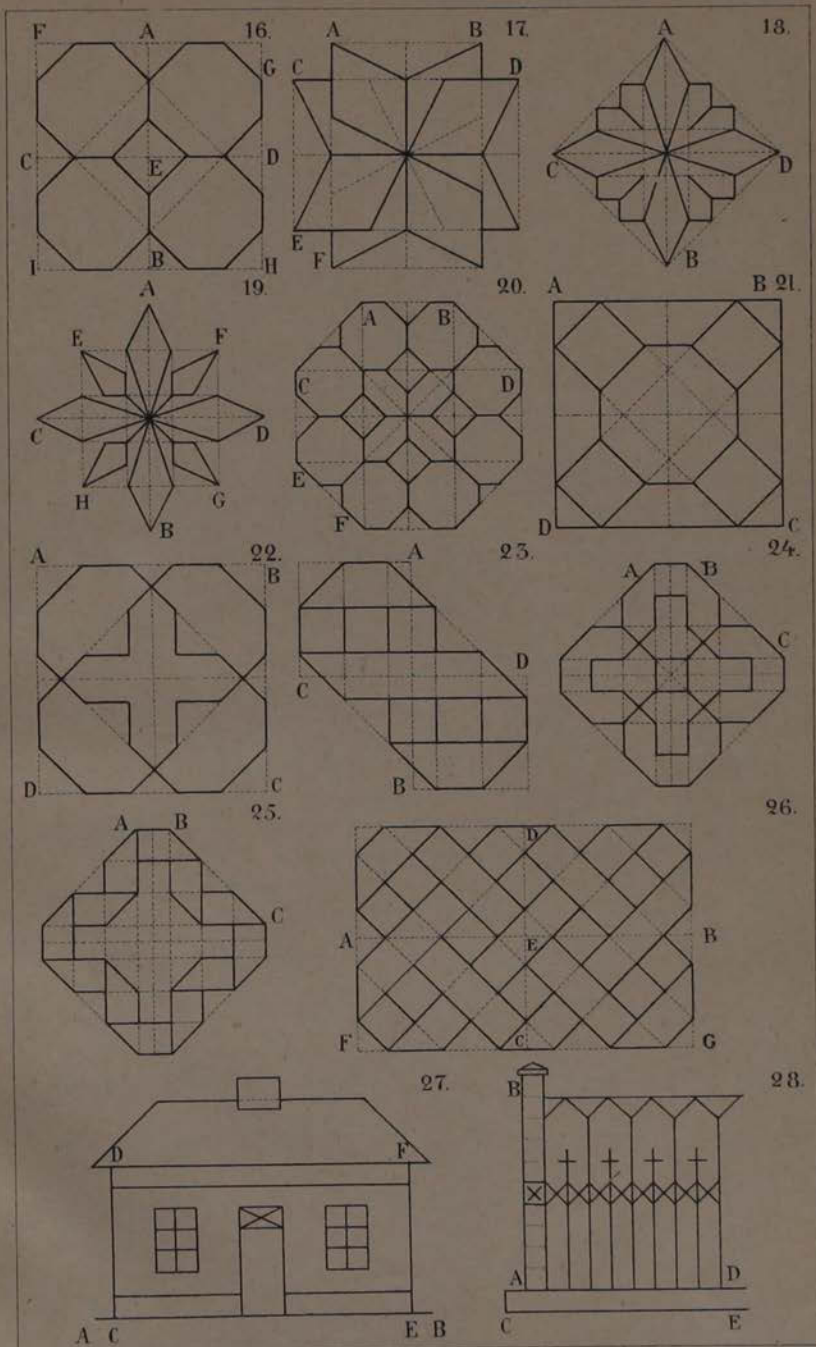 F A 16.
G
C E D
I B H
A B 17.
C D
E
F
A 18.
C D
B
A 19.
E F
C D
H G
B
20.
A B
C D
E
F
A B 21.
D C
A 22.
B
D C
A 23.
D
C
B
A B 24.
C
A B 25.
C
26.
D
A E B
F C G
27.
D F
A C E B
B 28.
A D
C E